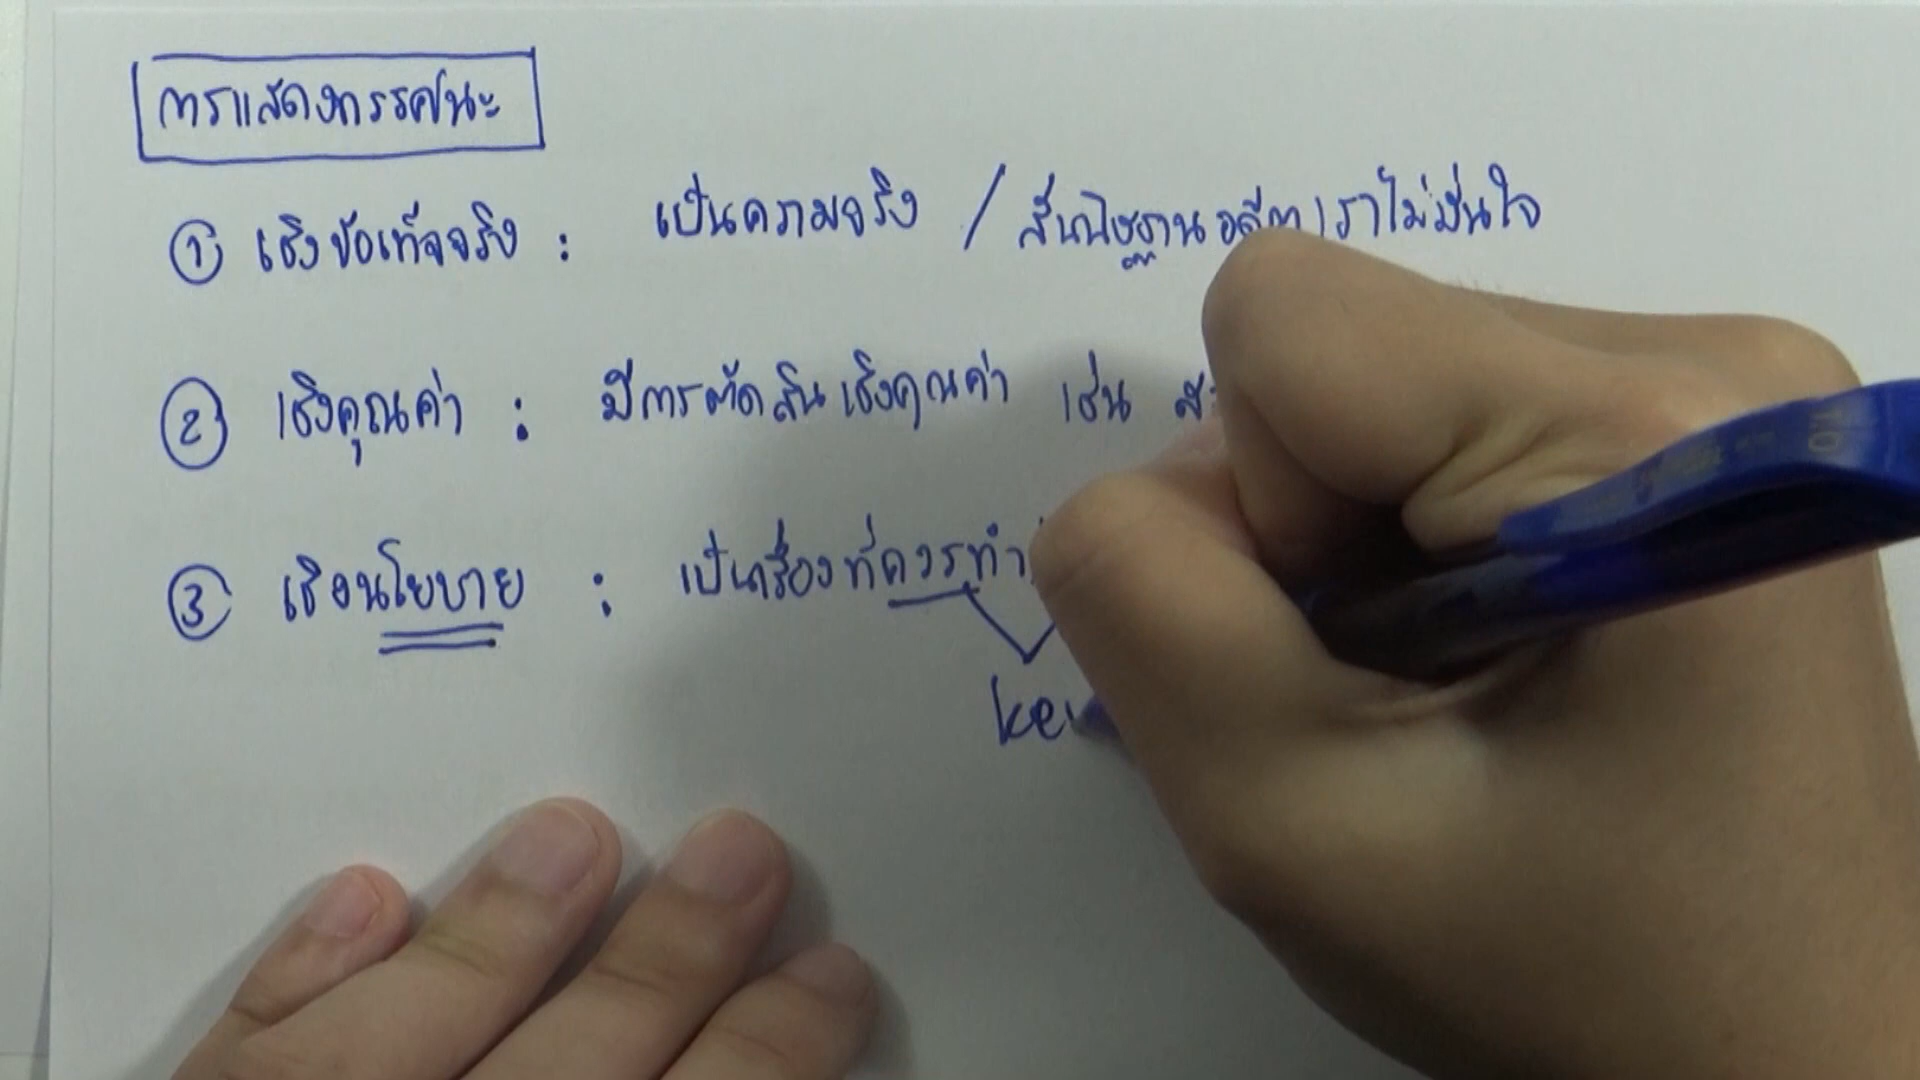 การแสดงทรรศนะ
① เชิงข้อเท็จจริง : เป็นความจริง / สันนิษฐานอดีตเราไม่มั่นใจ
② เชิงคุณค่า : มีการตัดสินเชิงคุณค่า เช่น
③ เชิงนโยบาย : เป็นเรื่องที่ควรทำ